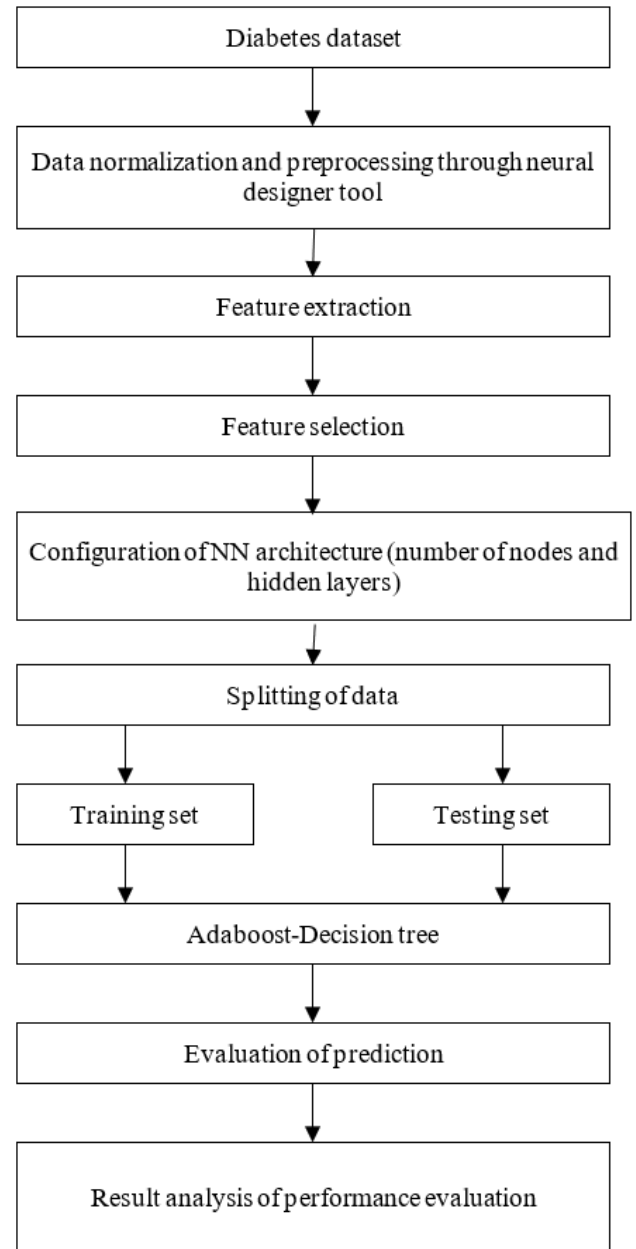 Diabetes dataset
Data normalization and preprocessing through neural
designer tool
Feature extraction
Feature selection
Configuration of NN architecture (number of nodes and
hidden layers)
Splitting of data
Training set
Testing set
Adaboost-Decision tree
Evaluation of prediction
Result analysis of performance evaluation